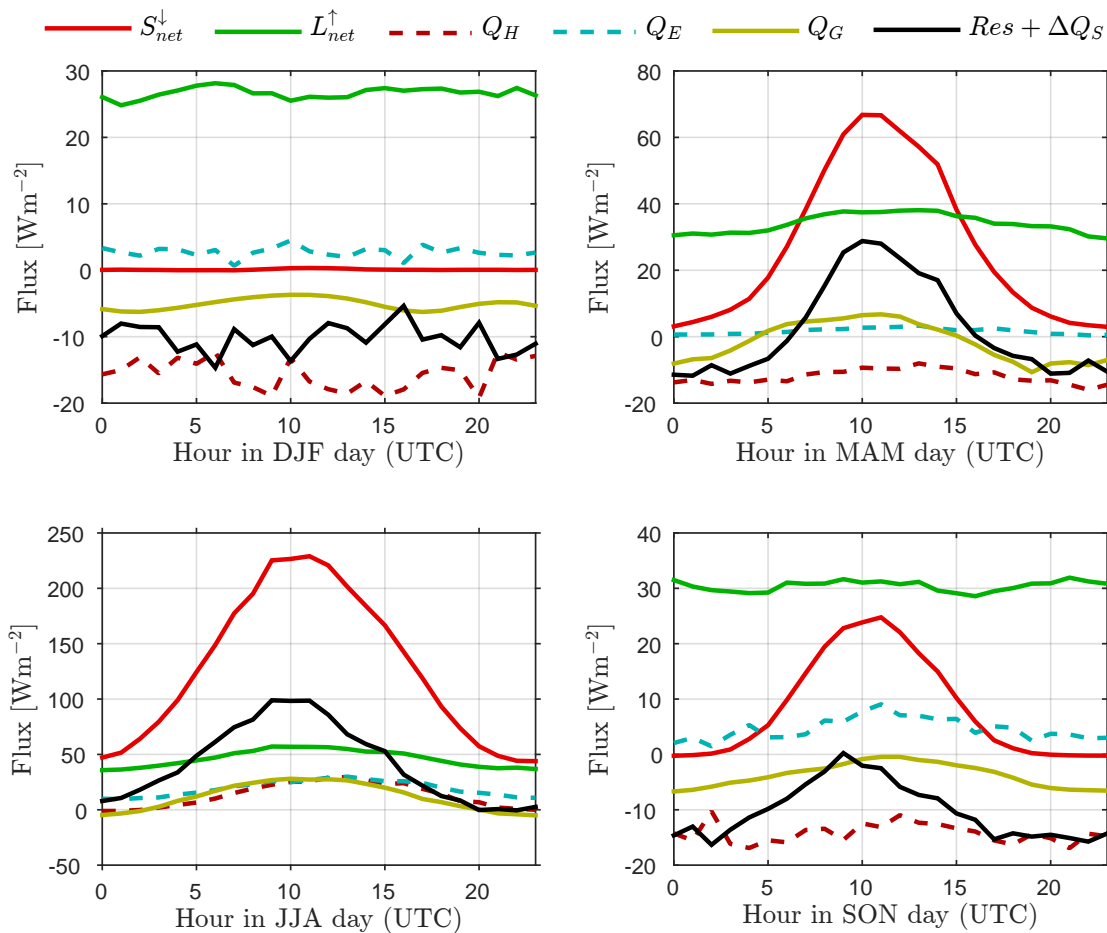 S↓net L↑net Q_H Q_E Q_G Res + ΔQ_S
30
20
10
0
-10
-20
Flux [Wm⁻²]
0 5 10 15 20
Hour in DJF day (UTC)
80
60
40
20
0
-20
Flux [Wm⁻²]
0 5 10 15 20
Hour in MAM day (UTC)
250
200
150
100
50
0
-50
Flux [Wm⁻²]
0 5 10 15 20
Hour in JJA day (UTC)
40
30
20
10
0
-10
-20
Flux [Wm⁻²]
0 5 10 15 20
Hour in SON day (UTC)